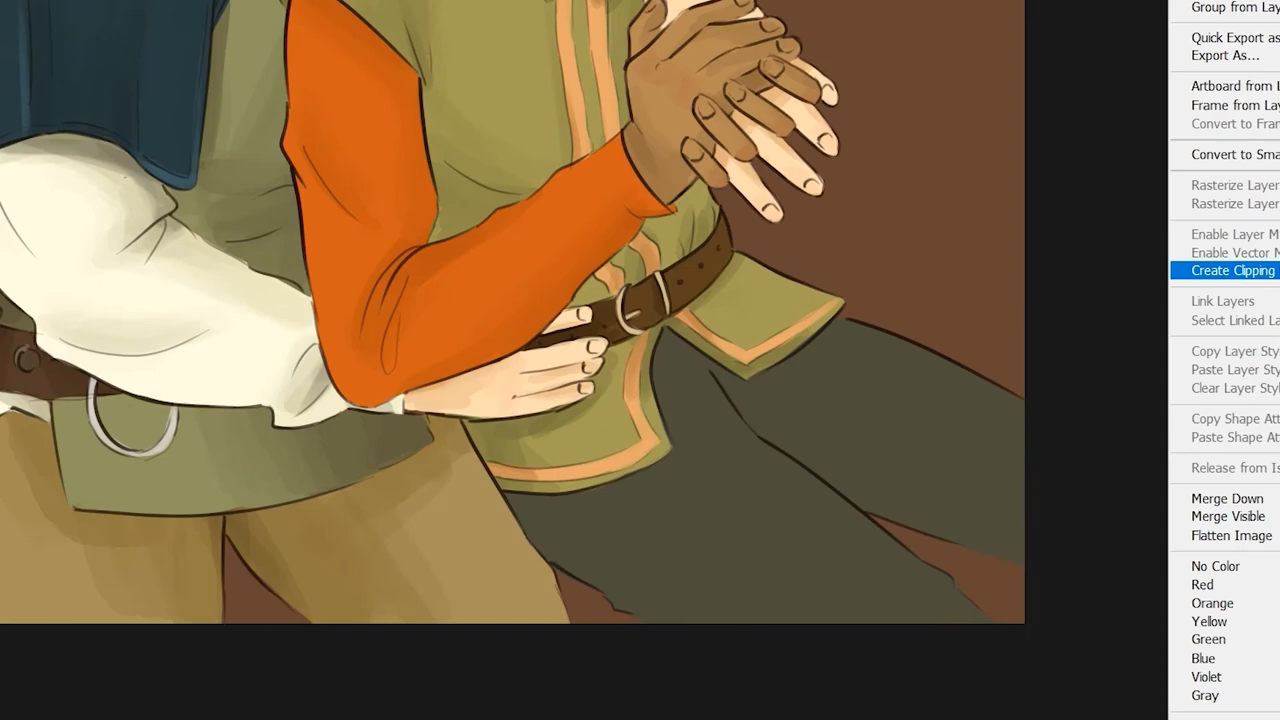 Group from Lay
Quick Export as
Export As...
Artboard from L
Frame from Lay
Convert to Fran
Convert to Sma
Rasterize Layer
Rasterize Layer
Enable Layer M
Enable Vector M
Create Clipping
Link Layers
Select Linked La
Copy Layer Sty
Paste Layer Sty
Clear Layer Styl
Copy Shape Att
Paste Shape At
Release from Is
Merge Down
Merge Visible
Flatten Image
No Color
Red
Orange
Yellow
Green
Blue
Violet
Gray